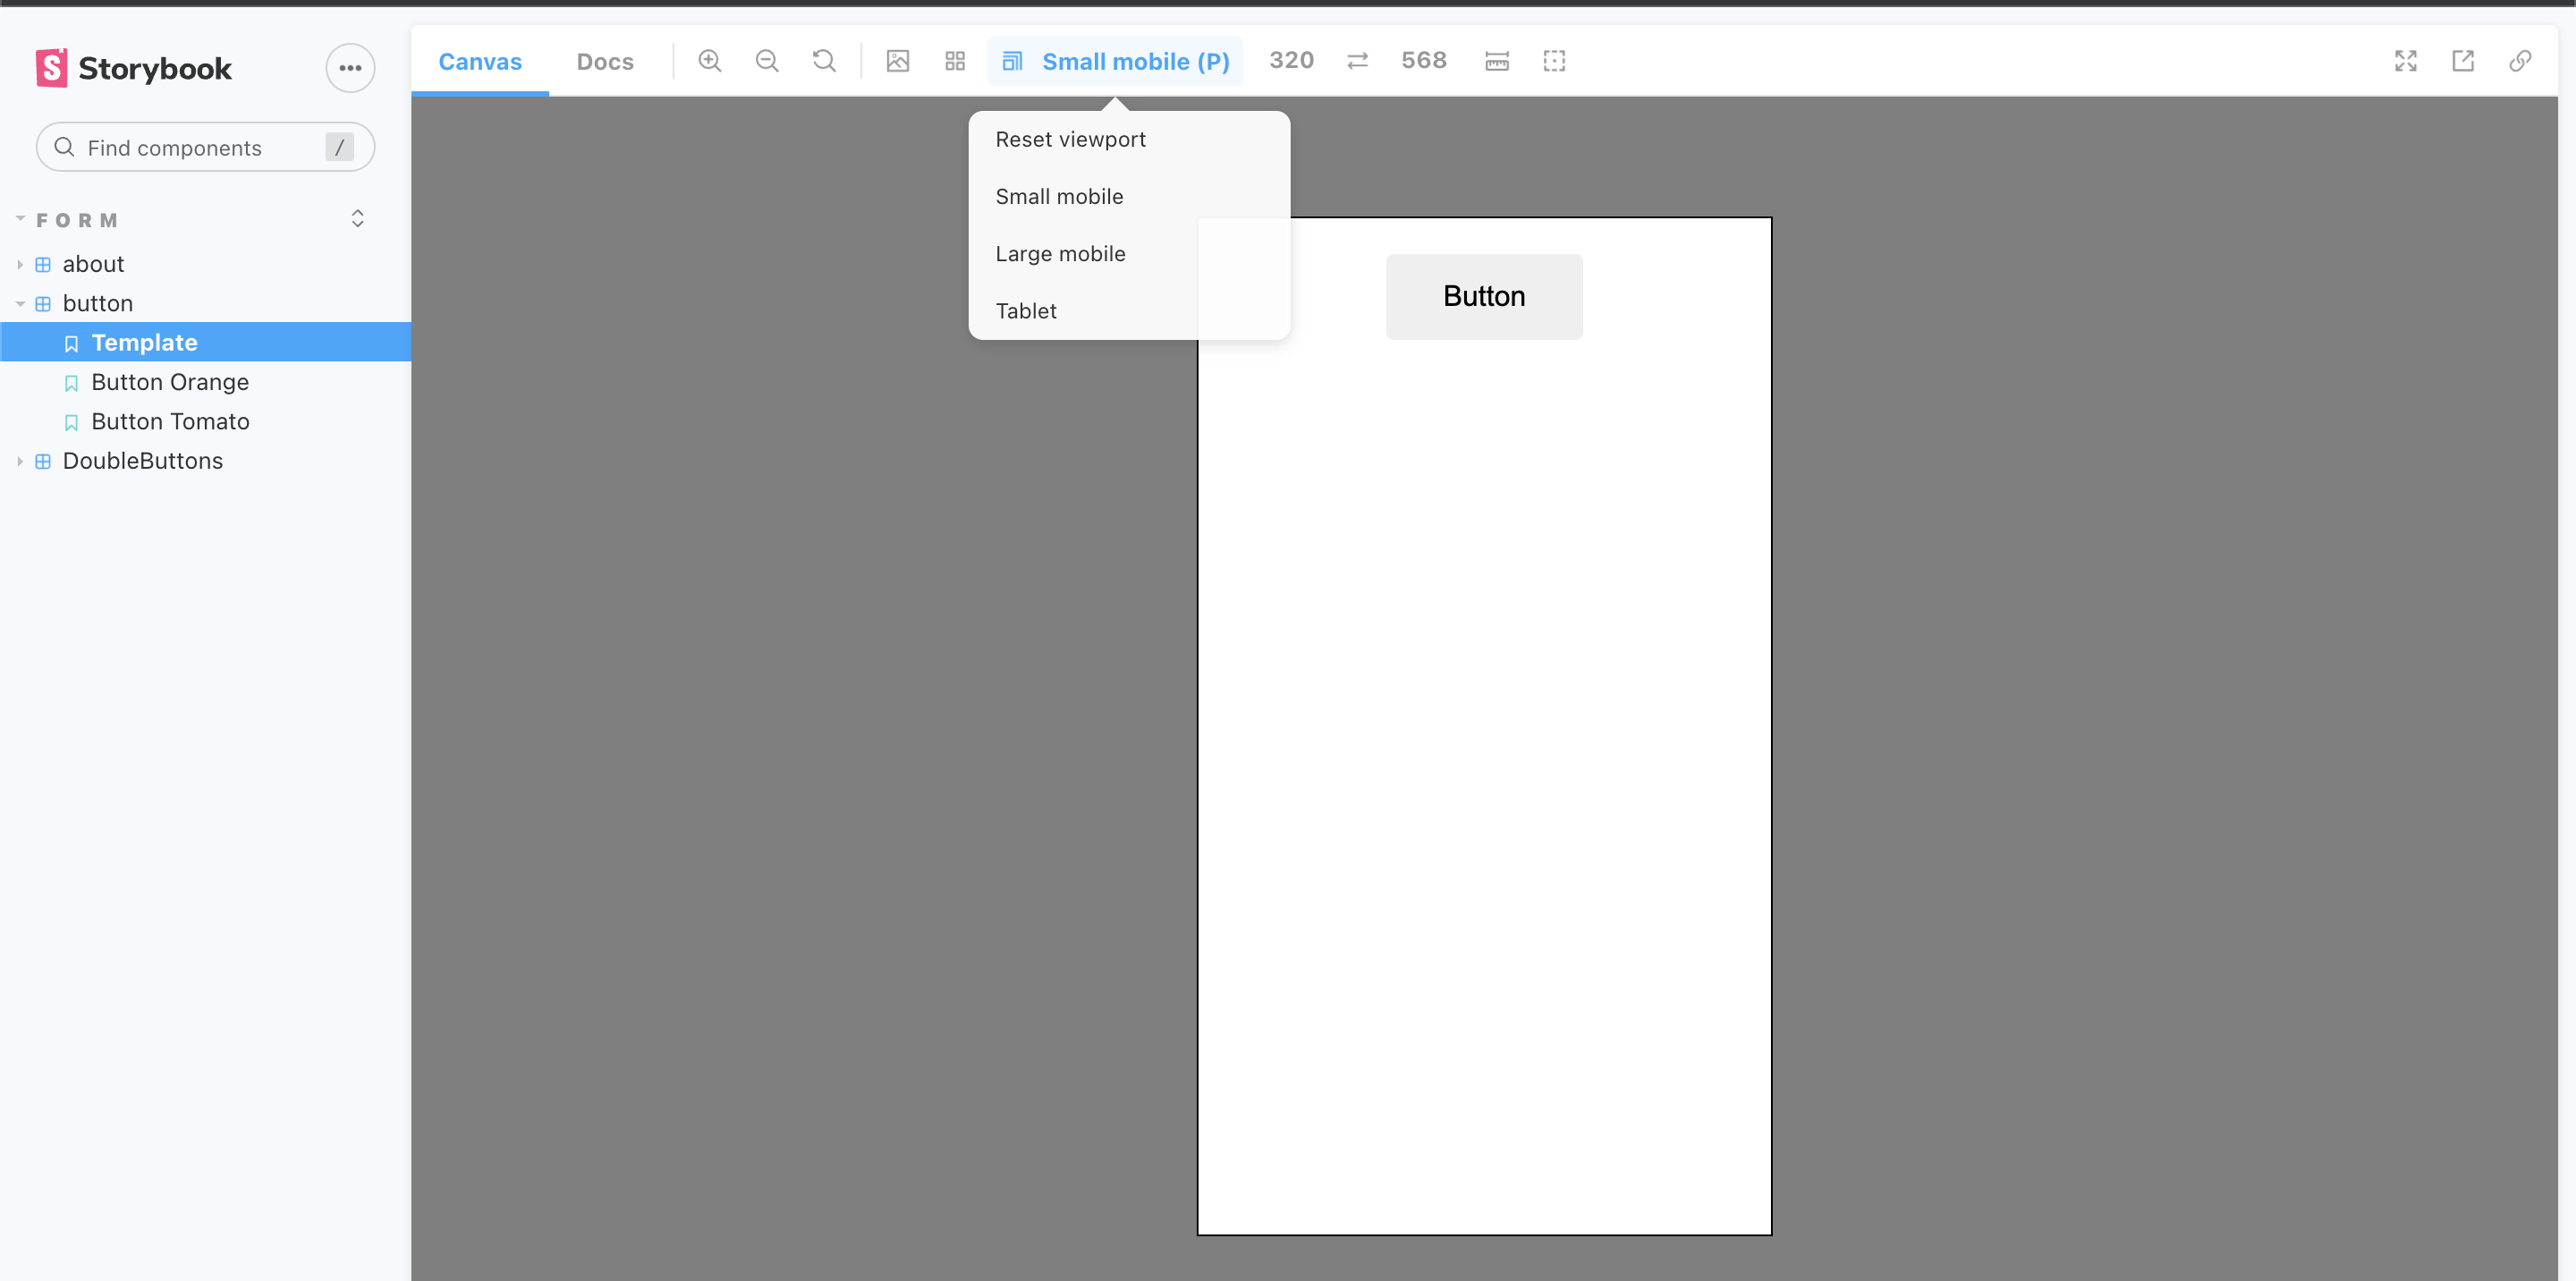 Storybook
Find components
/
FORM
about
button
Template
Button Orange
Button Tomato
DoubleButtons
Canvas
Docs
Small mobile (P)
320
568
Reset viewport
Small mobile
Large mobile
Tablet
Button